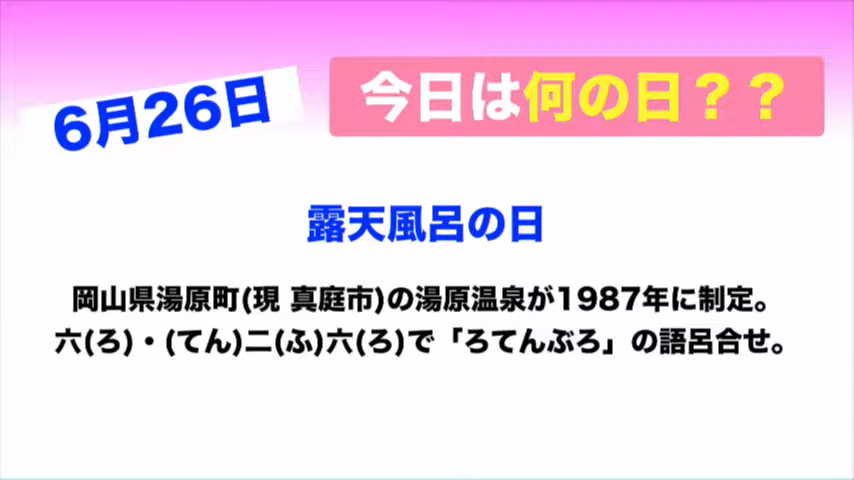 6月26日
今日は何の日？？
露天風呂の日
岡山県湯原町(現 真庭市)の湯原温泉が1987年に制定。
六(ろ)・(てん)二(ふ)六(ろ)で「ろてんぶろ」の語呂合せ。